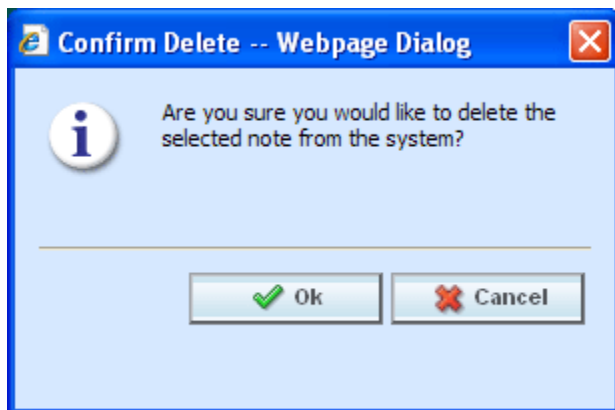 Confirm Delete -- Webpage Dialog
Are you sure you would like to delete the
selected note from the system?
Ok
Cancel